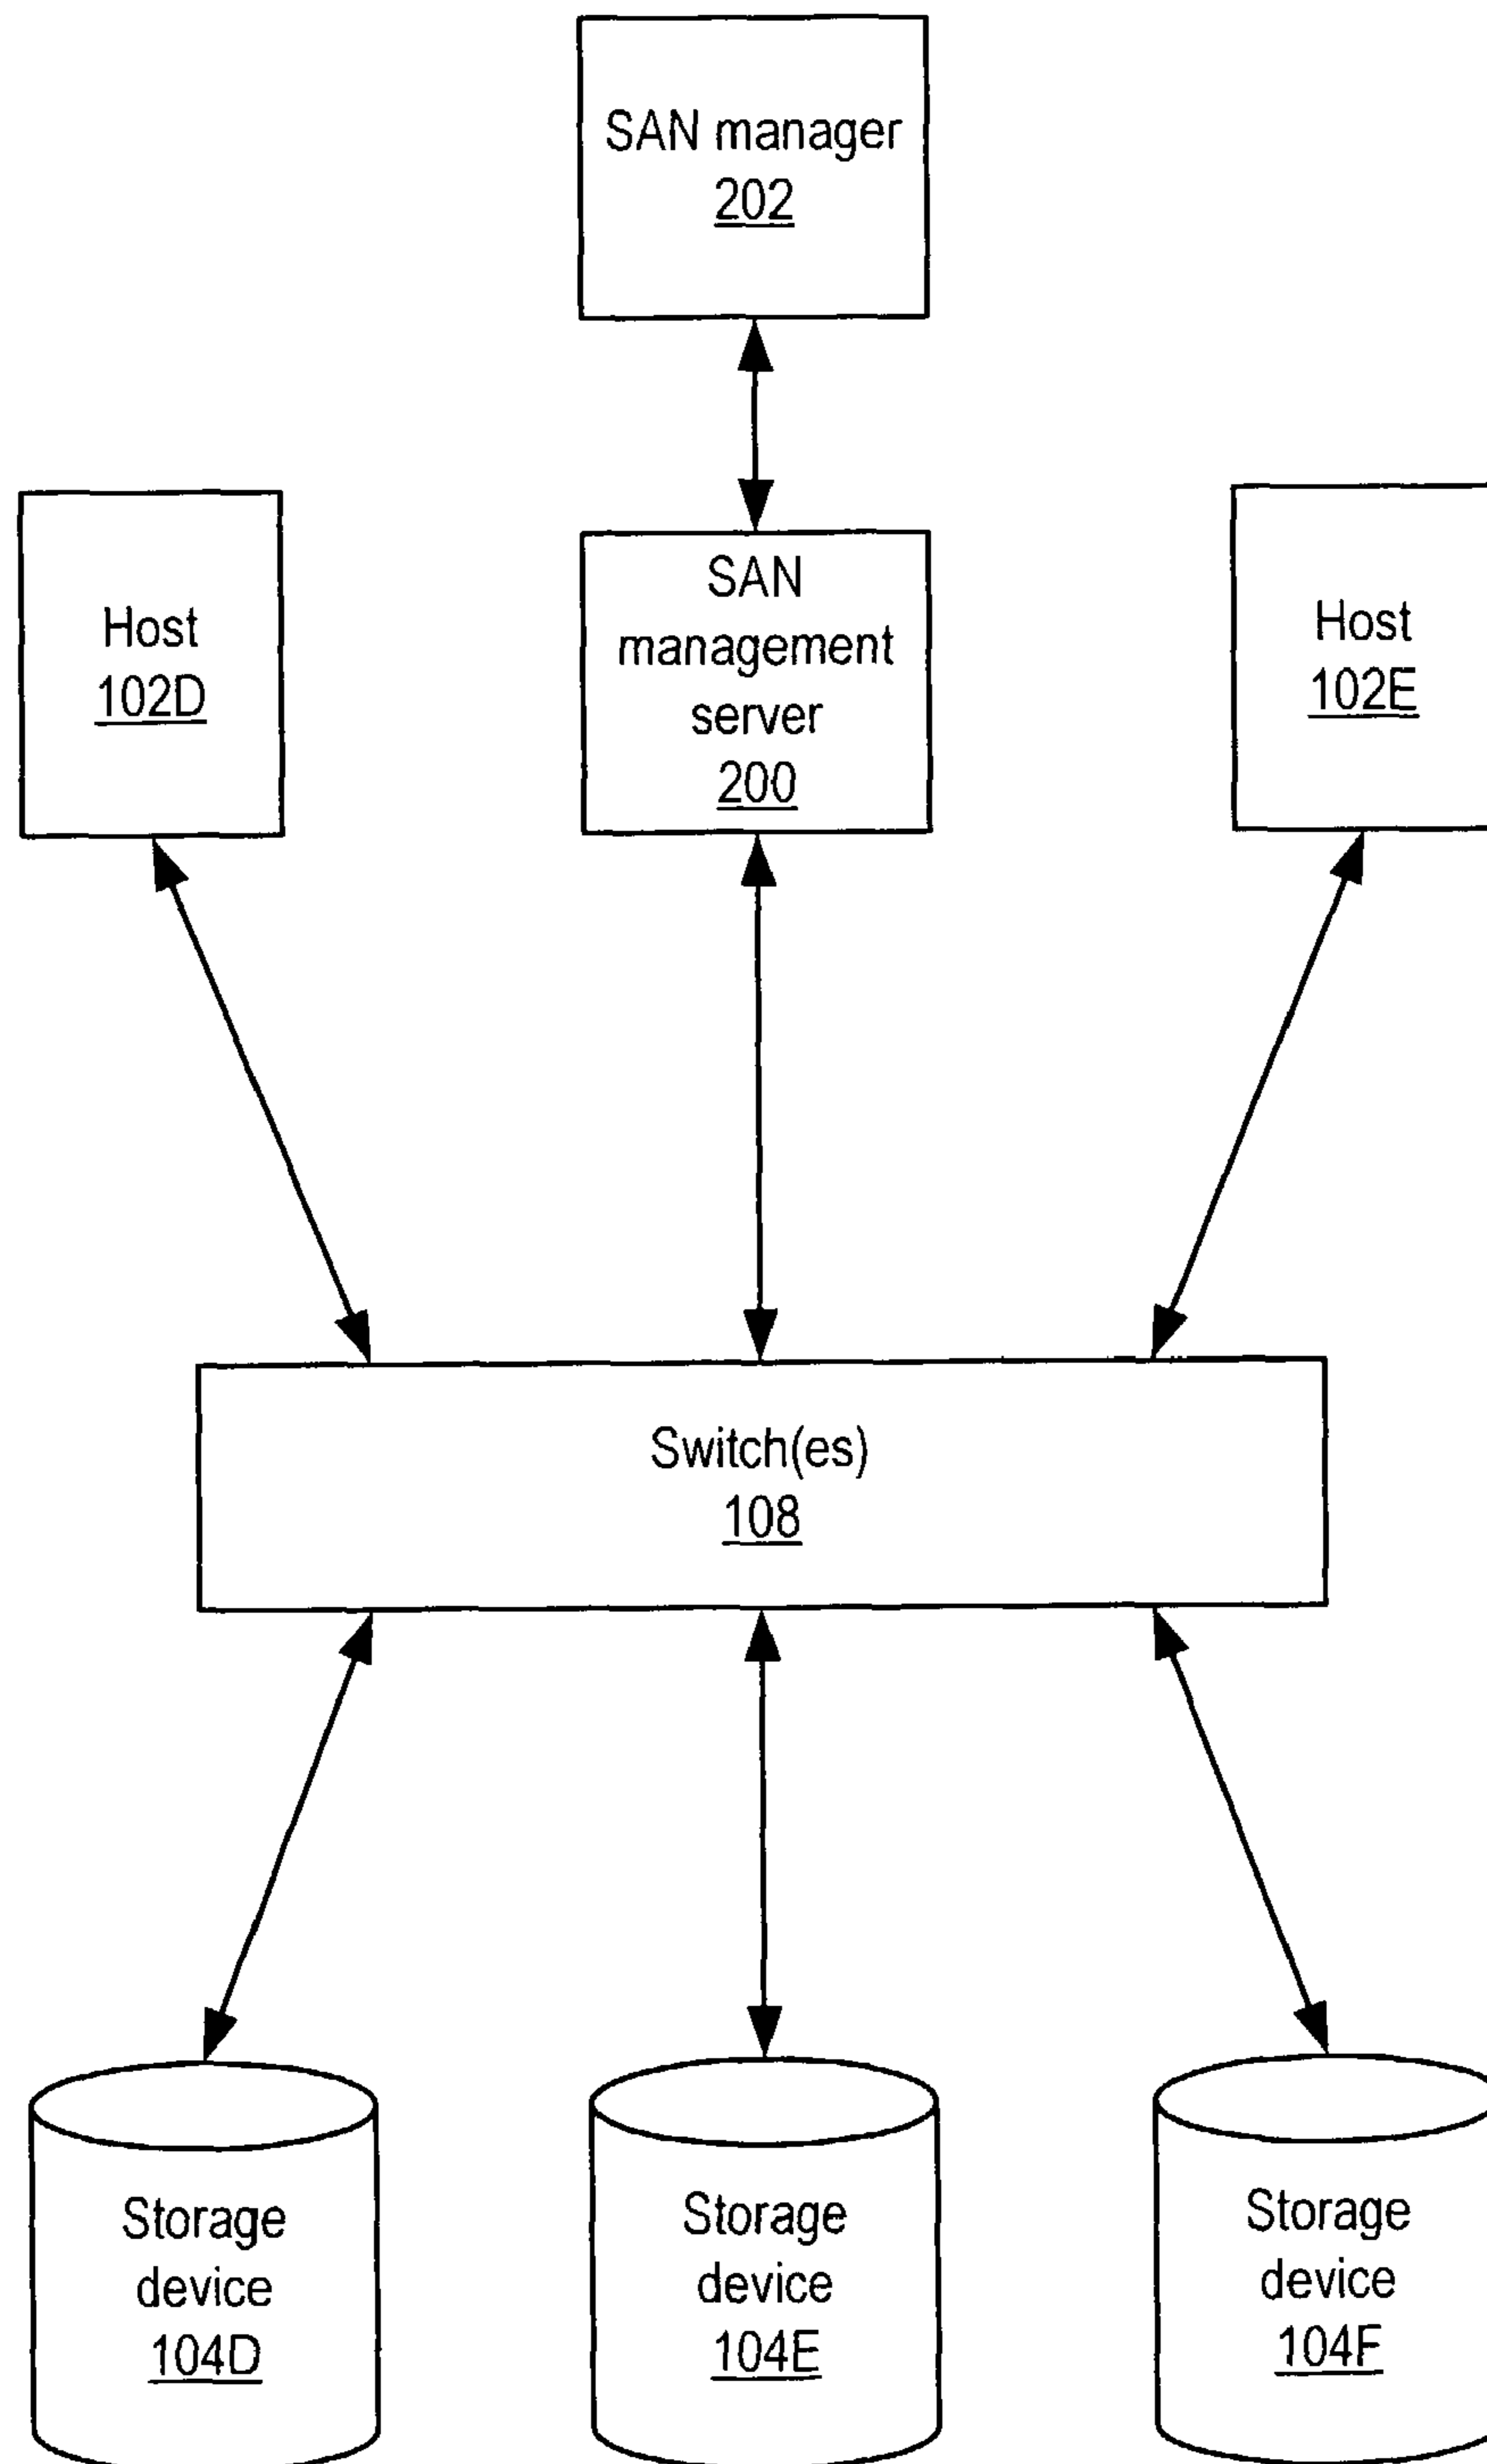 SAN manager
202
Host
102D
SAN
management
server
200
Host
102E
Switch(es)
108
Storage
device
104D
Storage
device
104E
Storage
device
104F